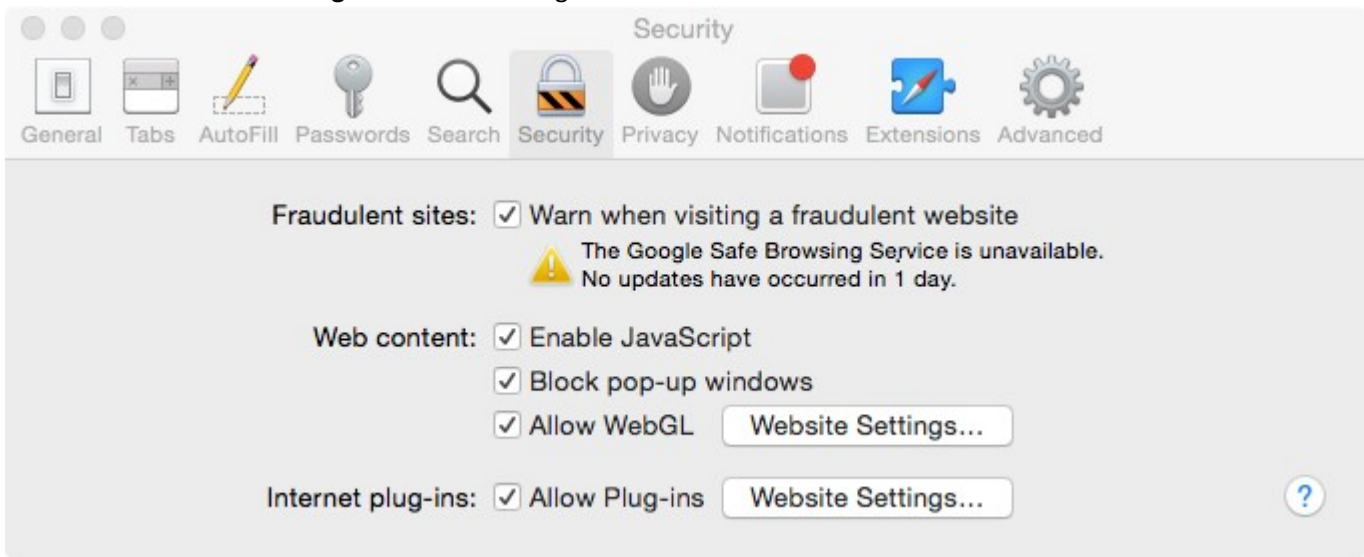 Security
General Tabs AutoFill Passwords Search Security Privacy Notifications Extensions Advanced
Fraudulent sites: Warn when visiting a fraudulent website
The Google Safe Browsing Service is unavailable.
No updates have occurred in 1 day.
Web content: Enable JavaScript
Block pop-up windows
Allow WebGL Website Settings...
Internet plug-ins: Allow Plug-ins Website Settings... ?